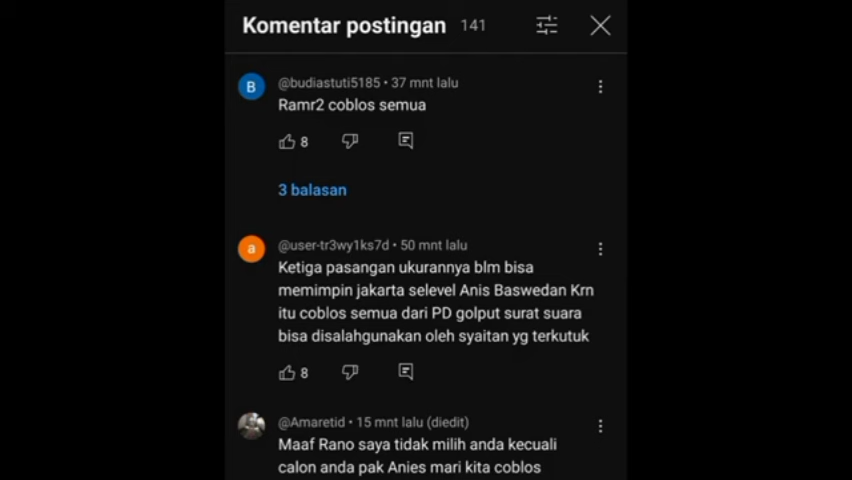 Komentar postingan 141
B
@budiastuti5185 • 37 mnt lalu
Ramr2 coblos semua
8
3 balasan
a
@user-tr3wy1ks7d • 50 mnt lalu
Ketiga pasangan ukurannya blm bisa
memimpin jakarta selevel Anis Baswedan Krn
itu coblos semua dari PD golput surat suara
bisa disalahgunakan oleh syaitan yg terkutuk
8
@Amaretid • 15 mnt lalu (diedit)
Maaf Rano saya tidak milih anda kecuali
calon anda pak Anies mari kita coblos